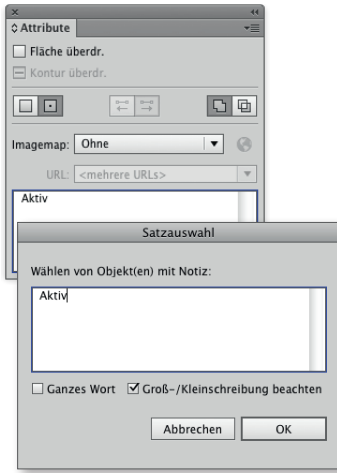 Attribute
Fläche überdr.
Kontur überdr.
Imagemap: Ohne
URL: <mehrere URLs>
Aktiv
Satzauswahl
Wählen von Objekt(en) mit Notiz:
Aktiv
Ganzes Wort Groß-/Kleinschreibung beachten
Abbrechen OK